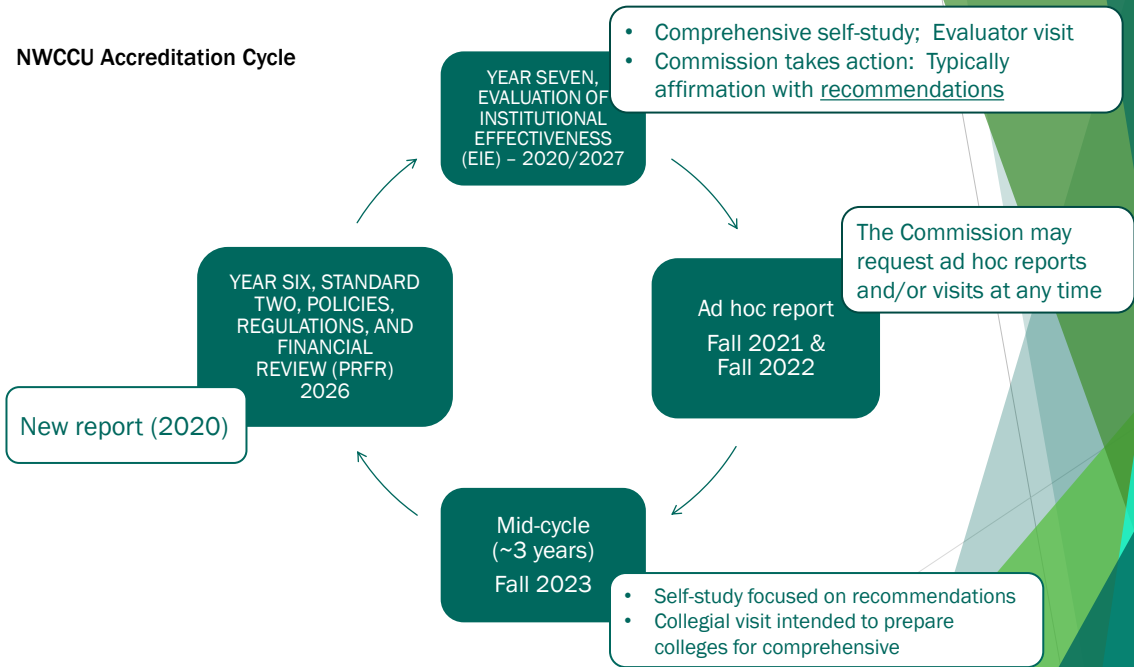 NWCCU Accreditation Cycle
YEAR SEVEN,
EVALUATION OF
INSTITUTIONAL
EFFECTIVENESS
(EIE) – 2020/2027
• Comprehensive self-study; Evaluator visit
• Commission takes action: Typically
affirmation with recommendations
Ad hoc report
Fall 2021 &
Fall 2022
The Commission may
request ad hoc reports
and/or visits at any time
Mid-cycle
(~3 years)
Fall 2023
• Self-study focused on recommendations
• Collegial visit intended to prepare
colleges for comprehensive
YEAR SIX, STANDARD
TWO, POLICIES,
REGULATIONS, AND
FINANCIAL
REVIEW (PRFR)
2026
New report (2020)